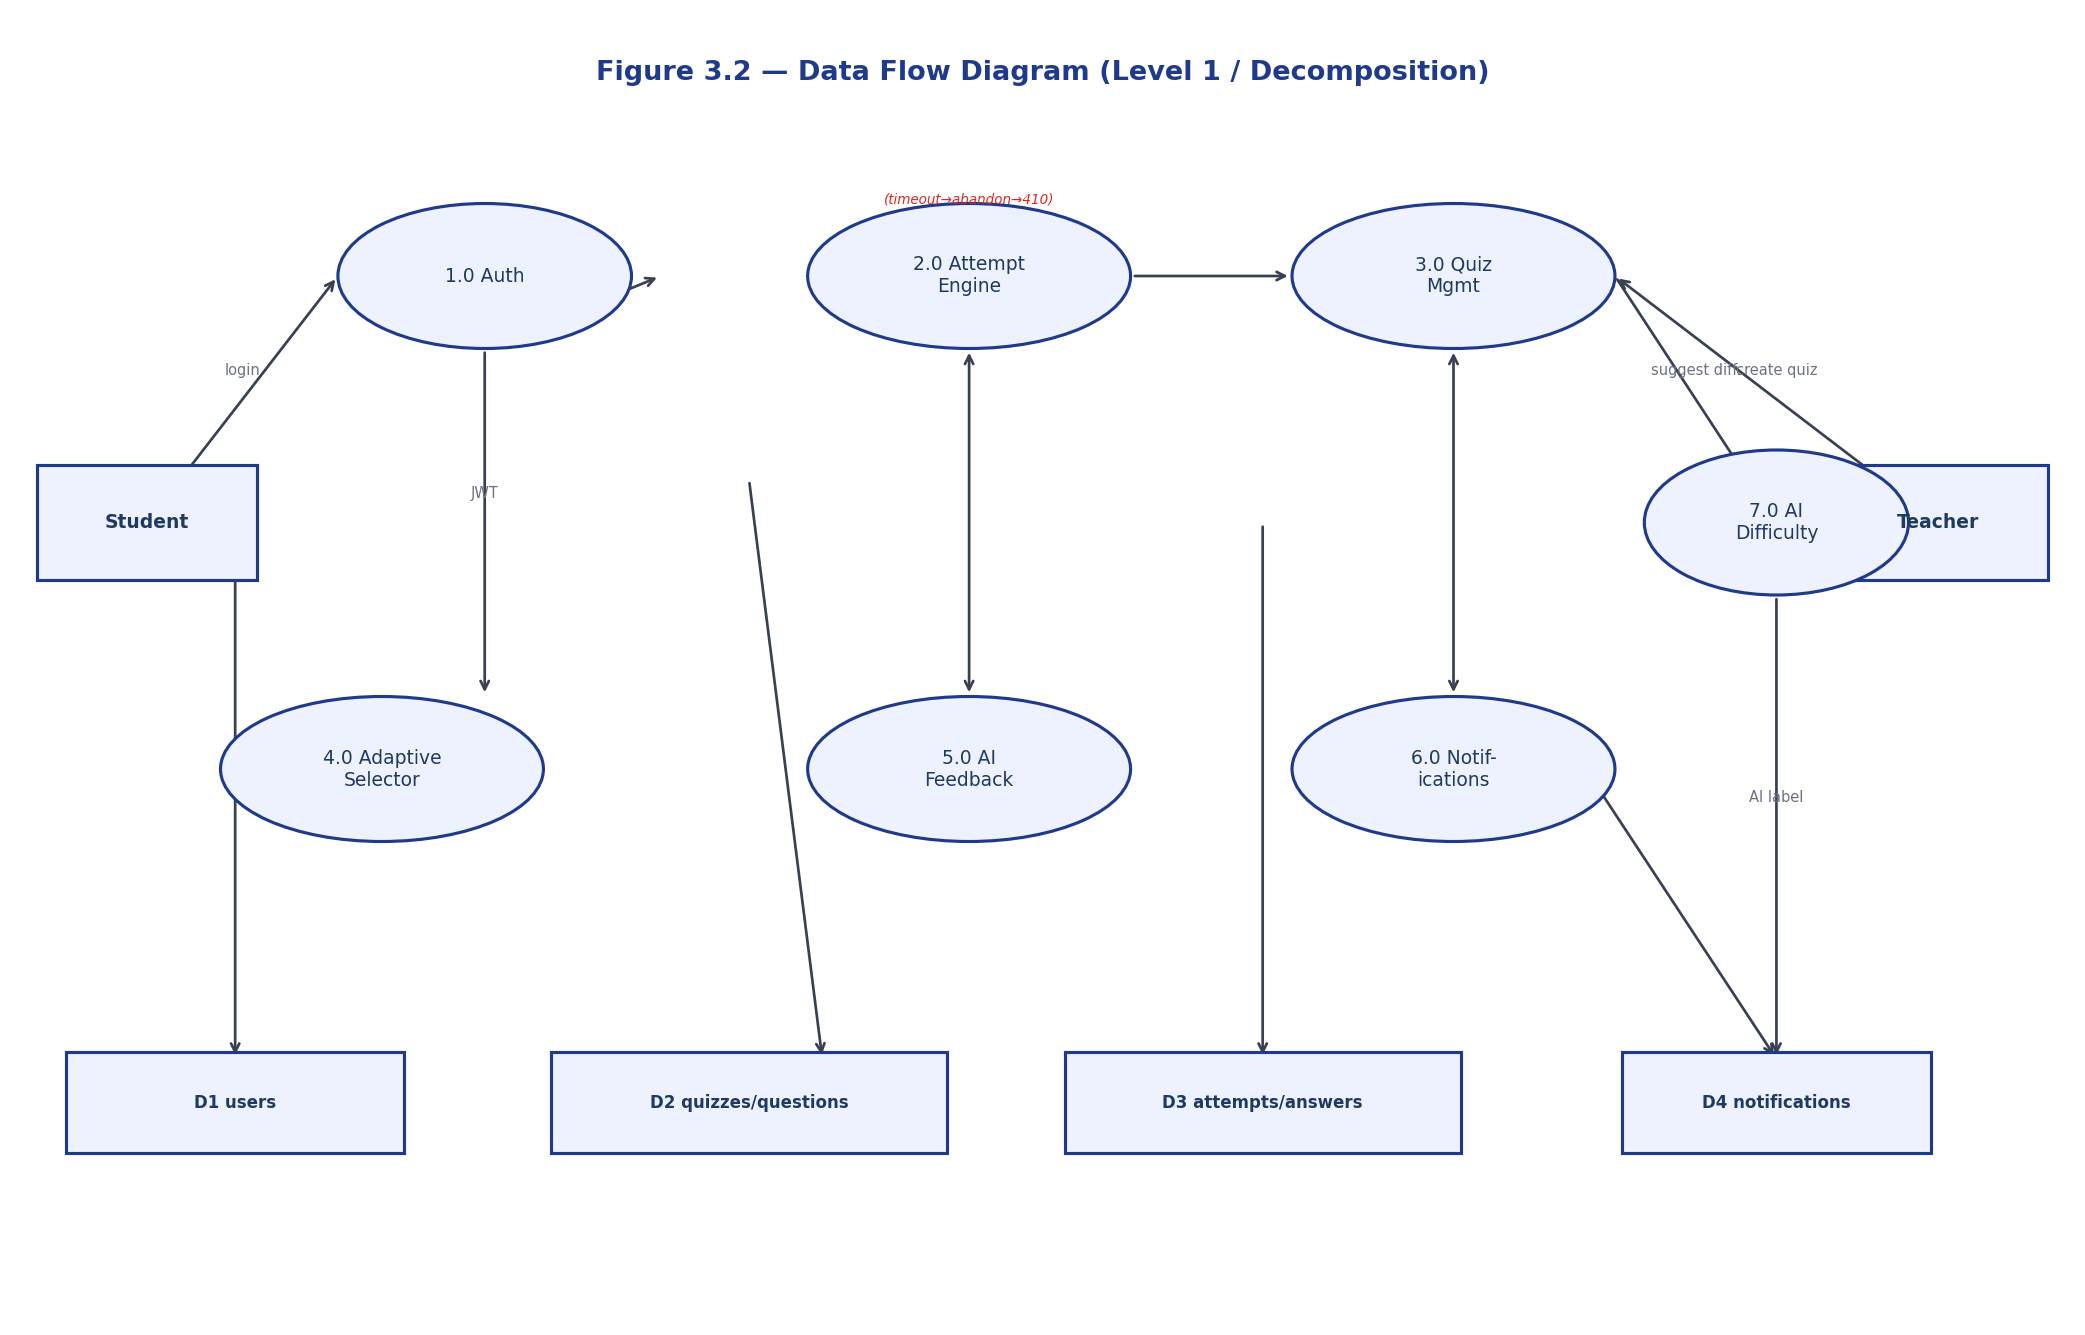 Figure 3.2 — Data Flow Diagram (Level 1 / Decomposition)
(timeout→abandon→410)
1.0 Auth
2.0 Attempt
Engine
3.0 Quiz
Mgmt
login
suggest diff
create quiz
JWT
Student
7.0 AI
Difficulty
Teacher
4.0 Adaptive
Selector
5.0 AI
Feedback
6.0 Notif-
ications
AI label
D1 users
D2 quizzes/questions
D3 attempts/answers
D4 notifications